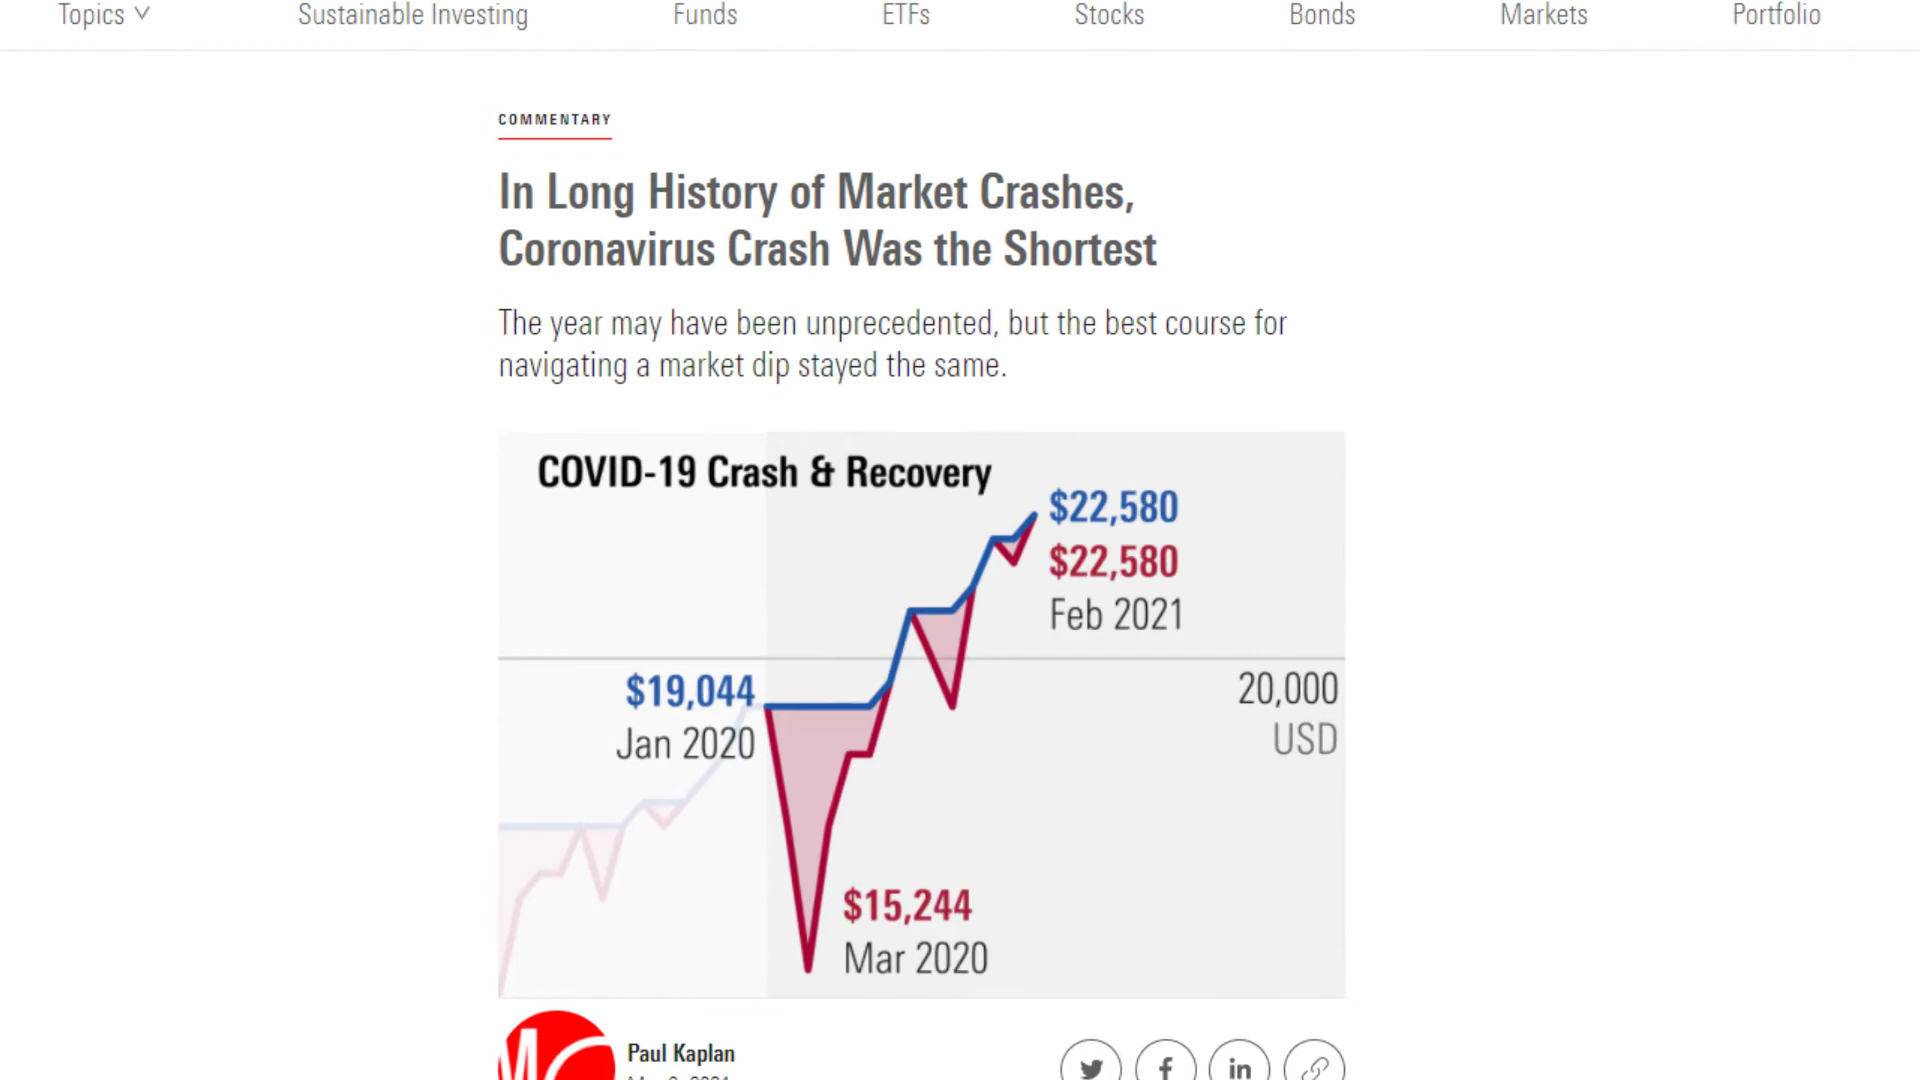 Topics
Sustainable Investing
Funds
ETFs
Stocks
Bonds
Markets
Portfolio
COMMENTARY
In Long History of Market Crashes,
Coronavirus Crash Was the Shortest
The year may have been unprecedented, but the best course for
navigating a market dip stayed the same.
COVID-19 Crash & Recovery
$22,580
$22,580
Feb 2021
$19,044
Jan 2020
20,000
USD
$15,244
Mar 2020
Paul Kaplan